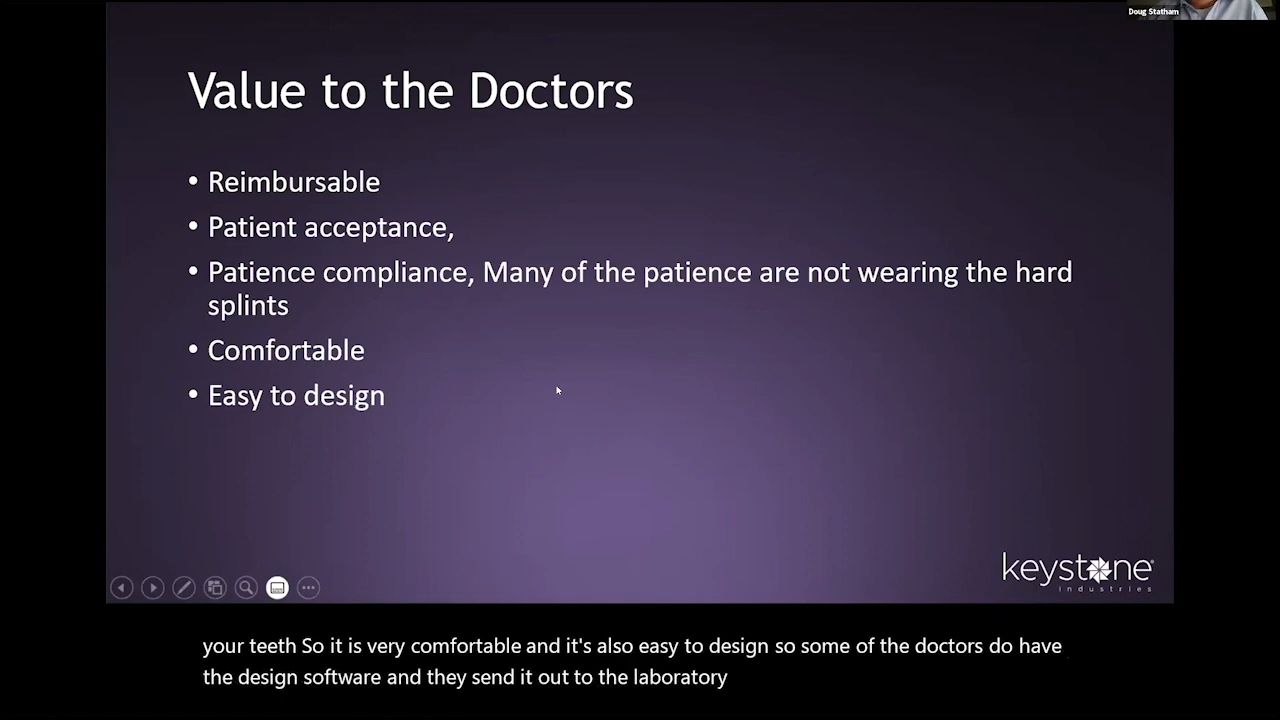 Doug Statham
Value to the Doctors
• Reimbursable
• Patient acceptance,
• Patience compliance, Many of the patience are not wearing the hard
splints
• Comfortable
• Easy to design
keystone
industries
your teeth So it is very comfortable and it's also easy to design so some of the doctors do have
the design software and they send it out to the laboratory